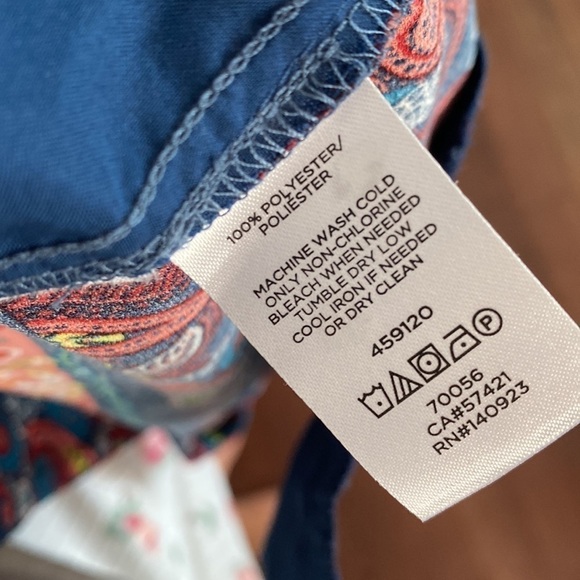 100% POLYESTER/
POLIÉSTER
MACHINE WASH COLD
ONLY NON-CHLORINE
BLEACH WHEN NEEDED
TUMBLE DRY LOW
COOL IRON IF NEEDED
OR DRY CLEAN
459120
P
70056
CA#57421
RN#140923